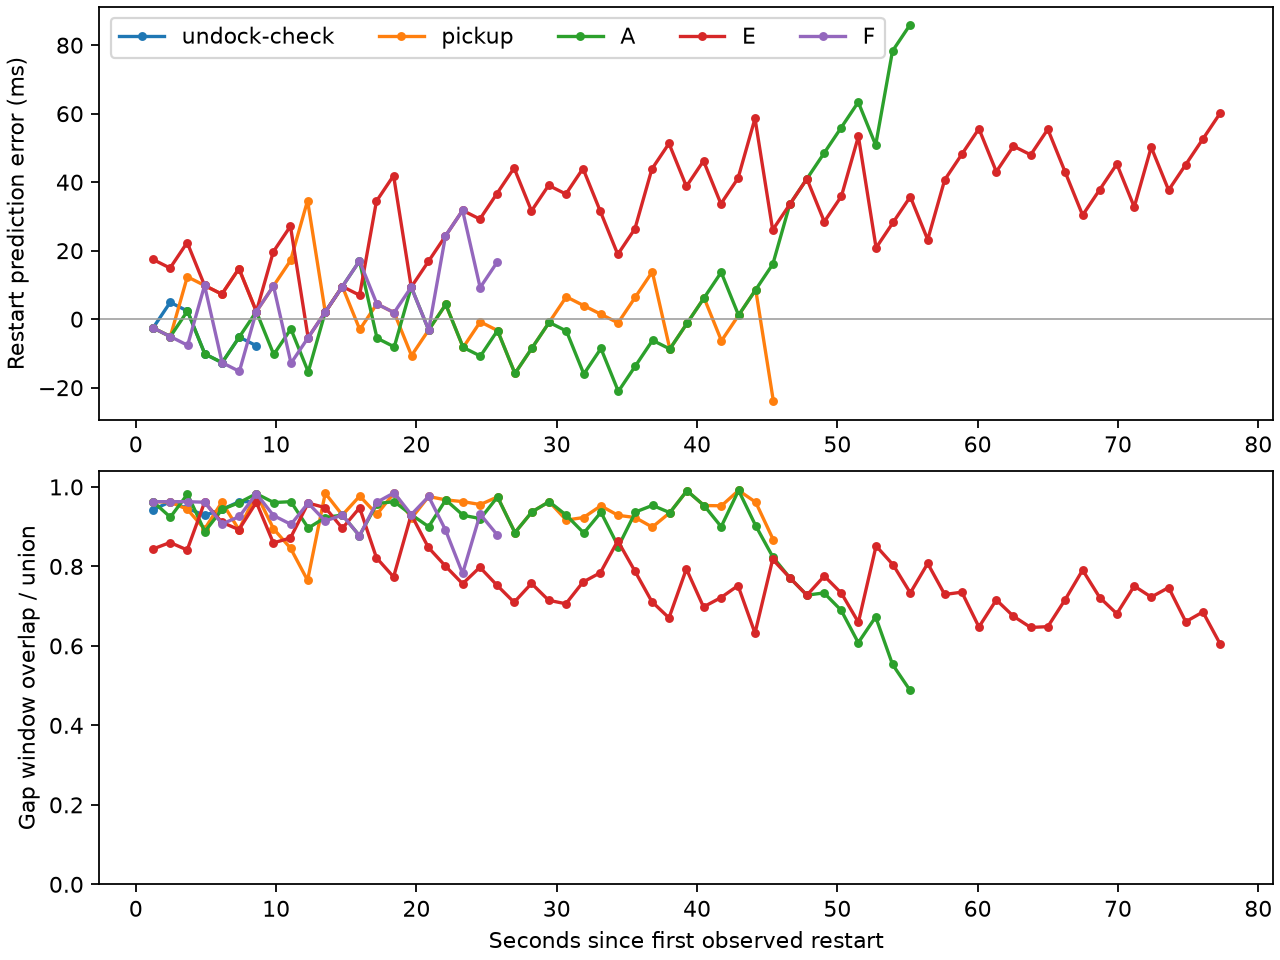 undock-check pickup A E F
Restart prediction error (ms)
80
60
40
20
0
−20
0 10 20 30 40 50 60 70 80
Gap window overlap / union
1.0
0.8
0.6
0.4
0.2
0.0
0 10 20 30 40 50 60 70 80
Seconds since first observed restart